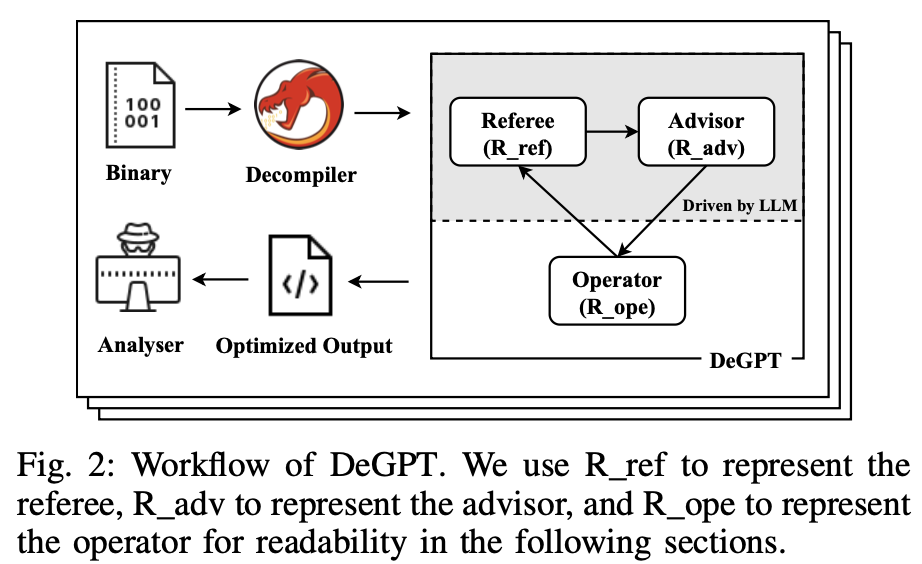 100
001
Binary
Decompiler
Referee
(R_ref)
Advisor
(R_adv)
Driven by LLM
Operator
(R_ope)
DeGPT
</>
Analyser
Optimized Output
Fig. 2: Workflow of DeGPT. We use R_ref to represent the
referee, R_adv to represent the advisor, and R_ope to represent
the operator for readability in the following sections.